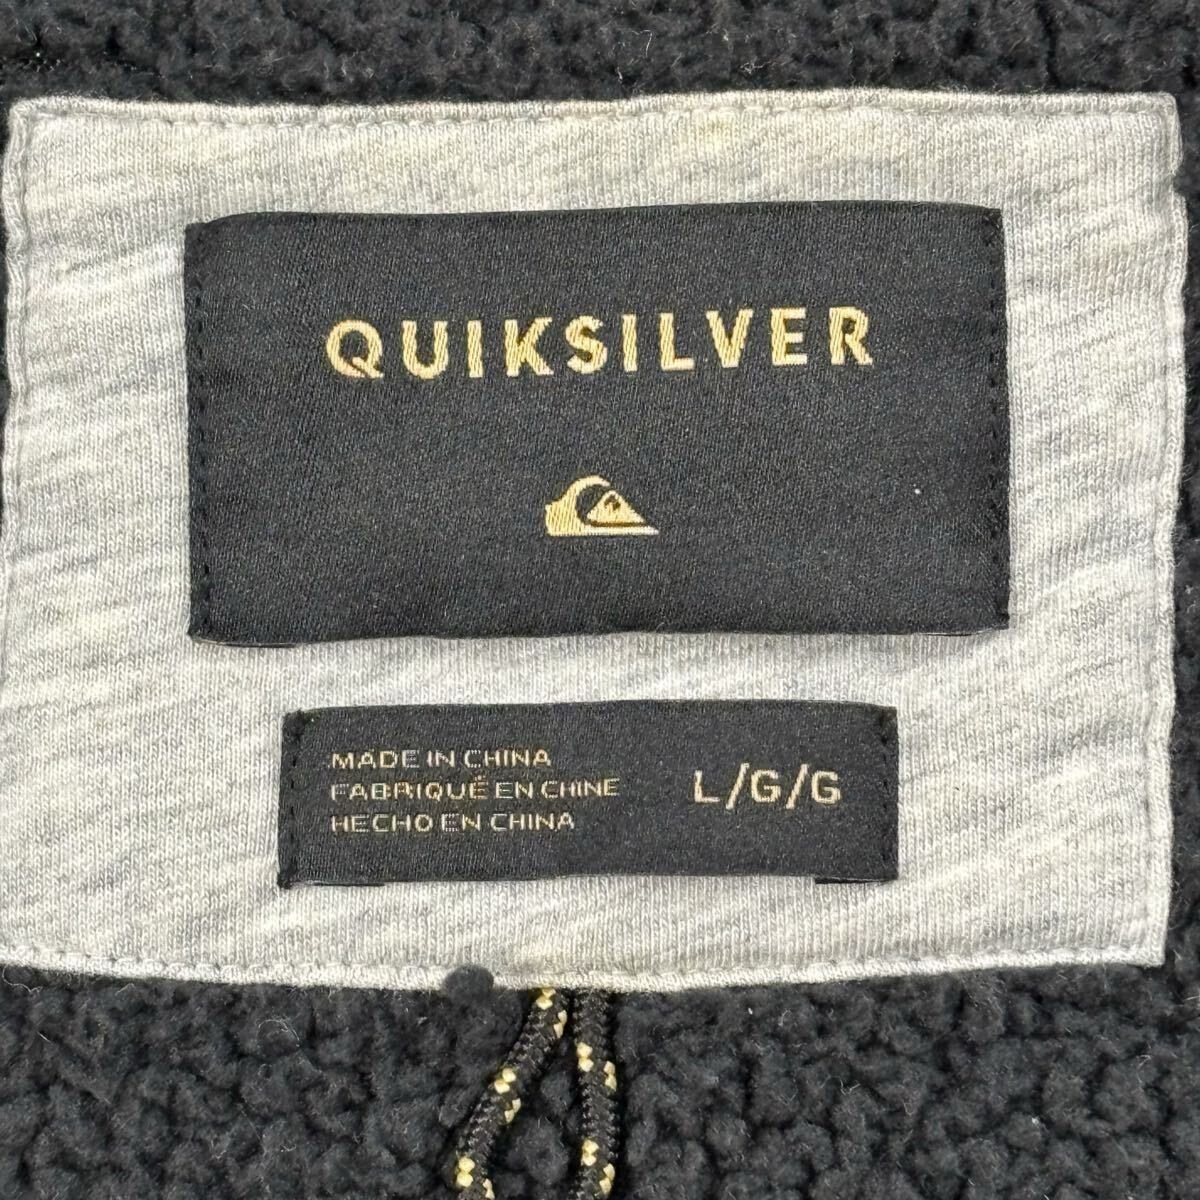 QUIKSILVER
MADE IN CHINA
FABRIQUÉ EN CHINE
HECHO EN CHINA
L/G/G